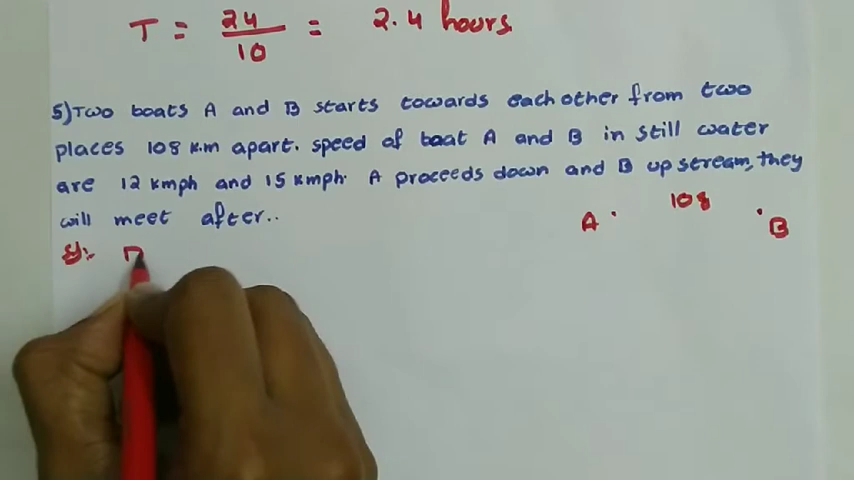 T = 24/10 = 2.4 hours
5) Two boats A and B starts towards each other from two
places 108 k.m apart. speed of boat A and B in still water
are 12 kmph and 15 kmph. A proceeds down and B up stream, they
will meet after..
A . 108 . B
Sol: